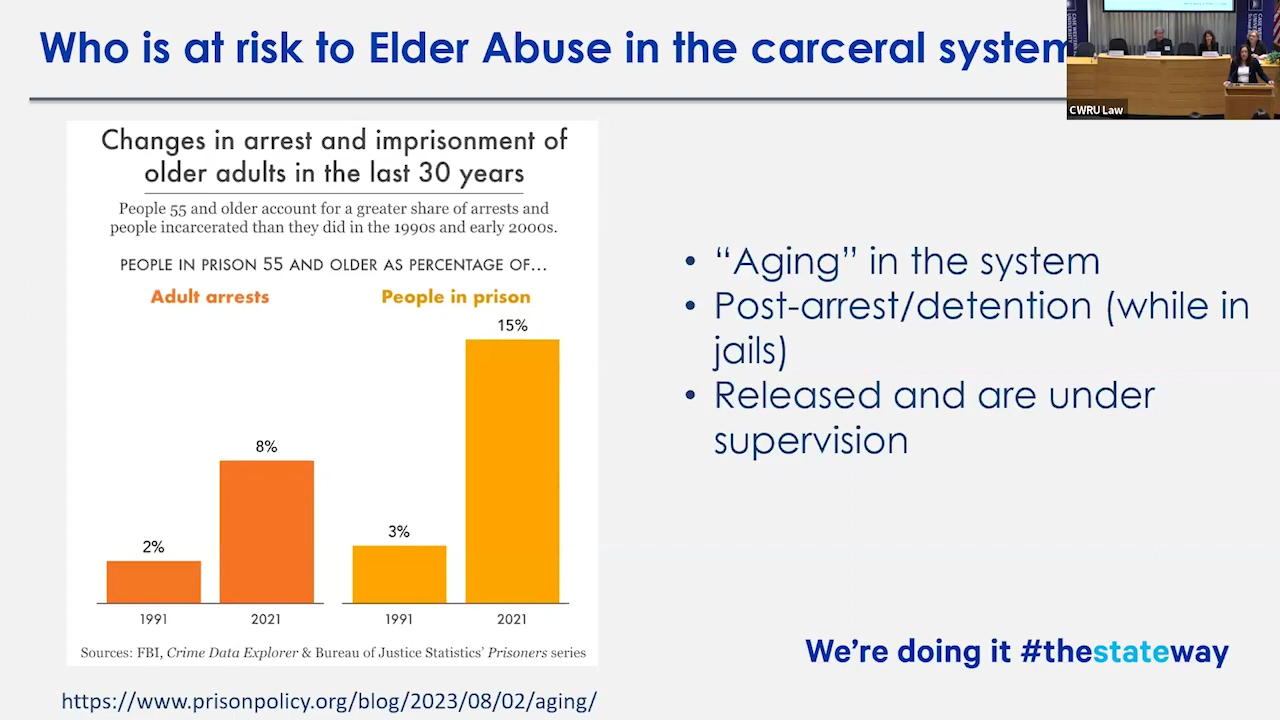 Who is at risk to Elder Abuse in the carceral system
CWRU Law
Changes in arrest and imprisonment of
older adults in the last 30 years
People 55 and older account for a greater share of arrests and
people incarcerated than they did in the 1990s and early 2000s.
PEOPLE IN PRISON 55 AND OLDER AS PERCENTAGE OF...
Adult arrests
People in prison
2%
8%
3%
15%
1991
2021
1991
2021
Sources: FBI, Crime Data Explorer & Bureau of Justice Statistics’ Prisoners series
https://www.prisonpolicy.org/blog/2023/08/02/aging/
• “Aging” in the system
• Post-arrest/detention (while in
jails)
• Released and are under
supervision
We’re doing it #thestateway